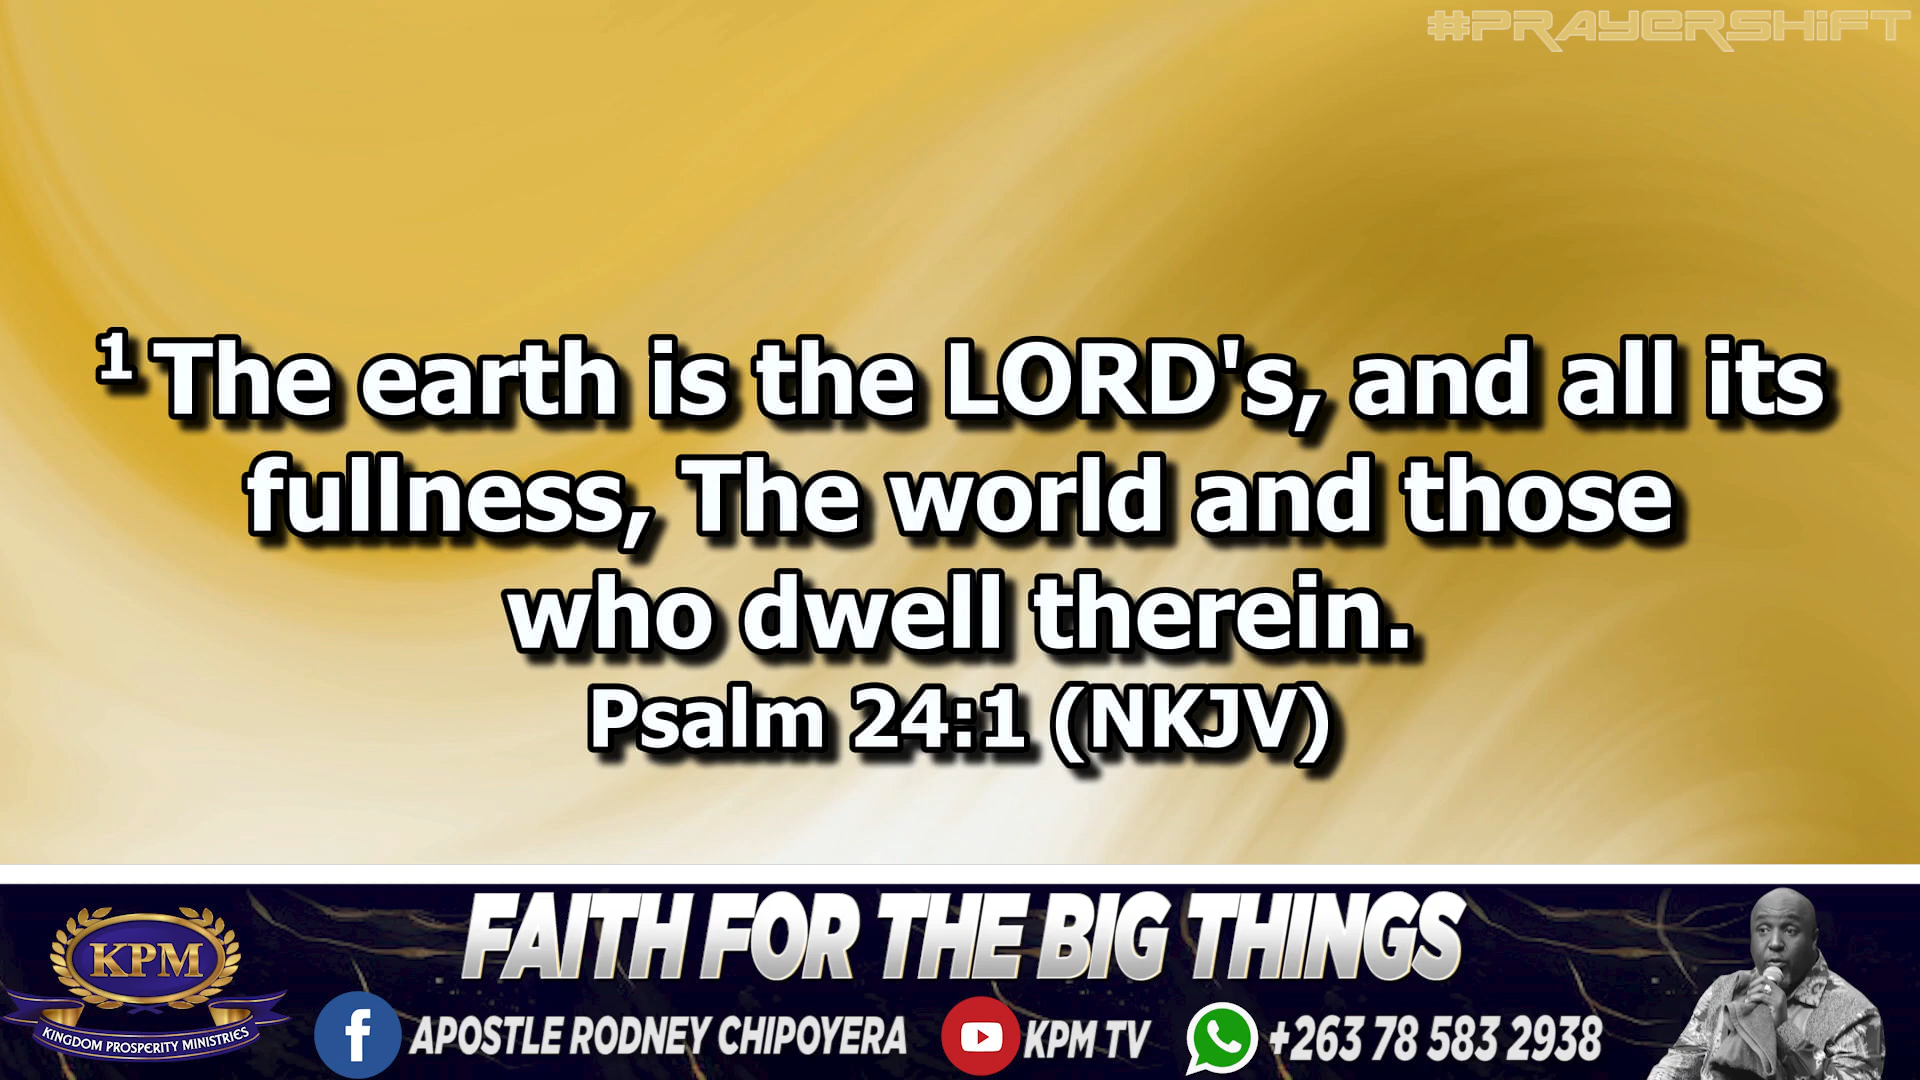 #PRAYERSHiFT
1 The earth is the LORD's, and all its
fullness, The world and those
who dwell therein.
Psalm 24:1 (NKJV)
FAITH FOR THE BIG THINGS
KPM
KINGDOM PROSPERITY MINISTRIES
APOSTLE RODNEY CHIPOYERA
KPM TV
+263 78 583 2938